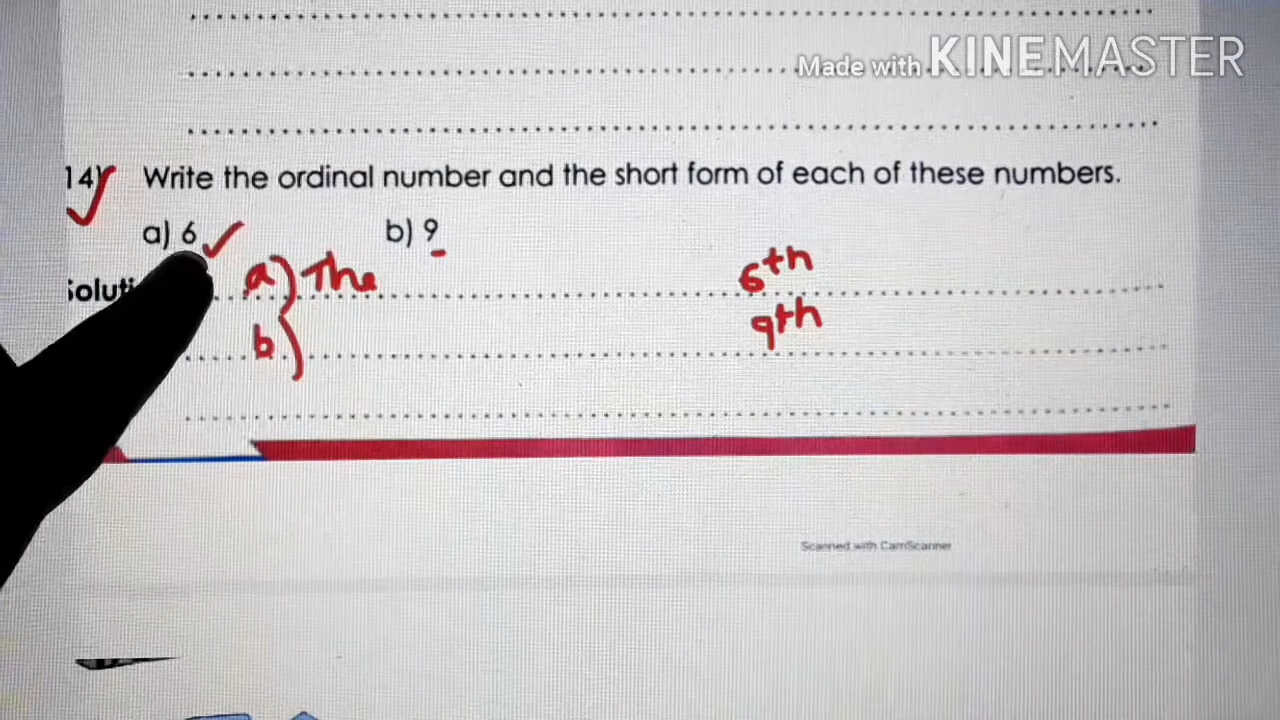 Made with KINEMASTER
14) Write the ordinal number and the short form of each of these numbers.
a) 6 b) 9
a) The 6th
b) 9th
Scanned with CamScanner